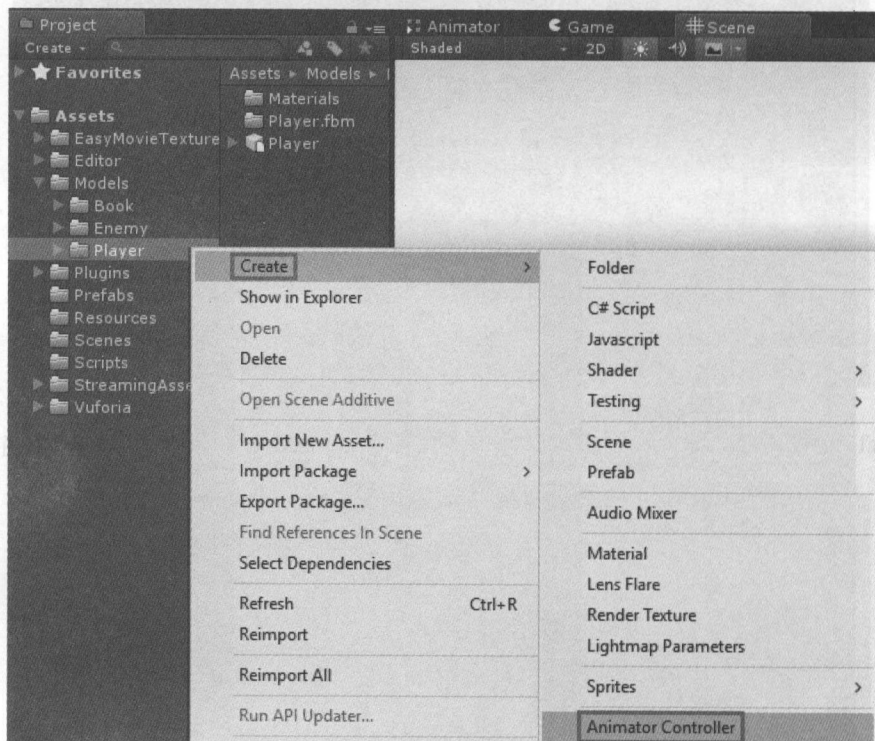 Project
Create
Favorites
Assets
EasyMovieTexture
Editor
Models
Book
Enemy
Player
Plugins
Prefabs
Resources
Scenes
Scripts
StreamingAsse
Vuforia
Assets ▸ Models ▸
Materials
Player.fbm
Player
Animator
Game
Scene
Shaded
2D
Create
Show in Explorer
Open
Delete
Open Scene Additive
Import New Asset...
Import Package
Export Package...
Find References In Scene
Select Dependencies
Refresh Ctrl+R
Reimport
Reimport All
Run API Updater...
Folder
C# Script
Javascript
Shader
Testing
Scene
Prefab
Audio Mixer
Material
Lens Flare
Render Texture
Lightmap Parameters
Sprites
Animator Controller